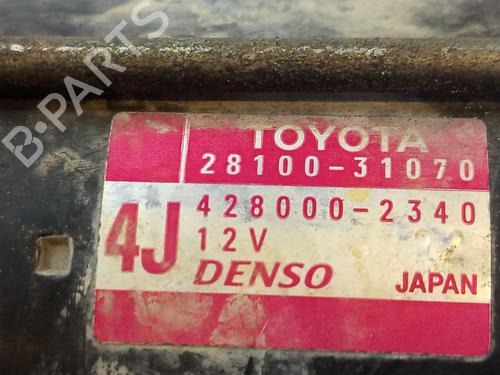 B-PARTS
TOYOTA
28100-31070
4J
428000-2340
12V
DENSO
JAPAN